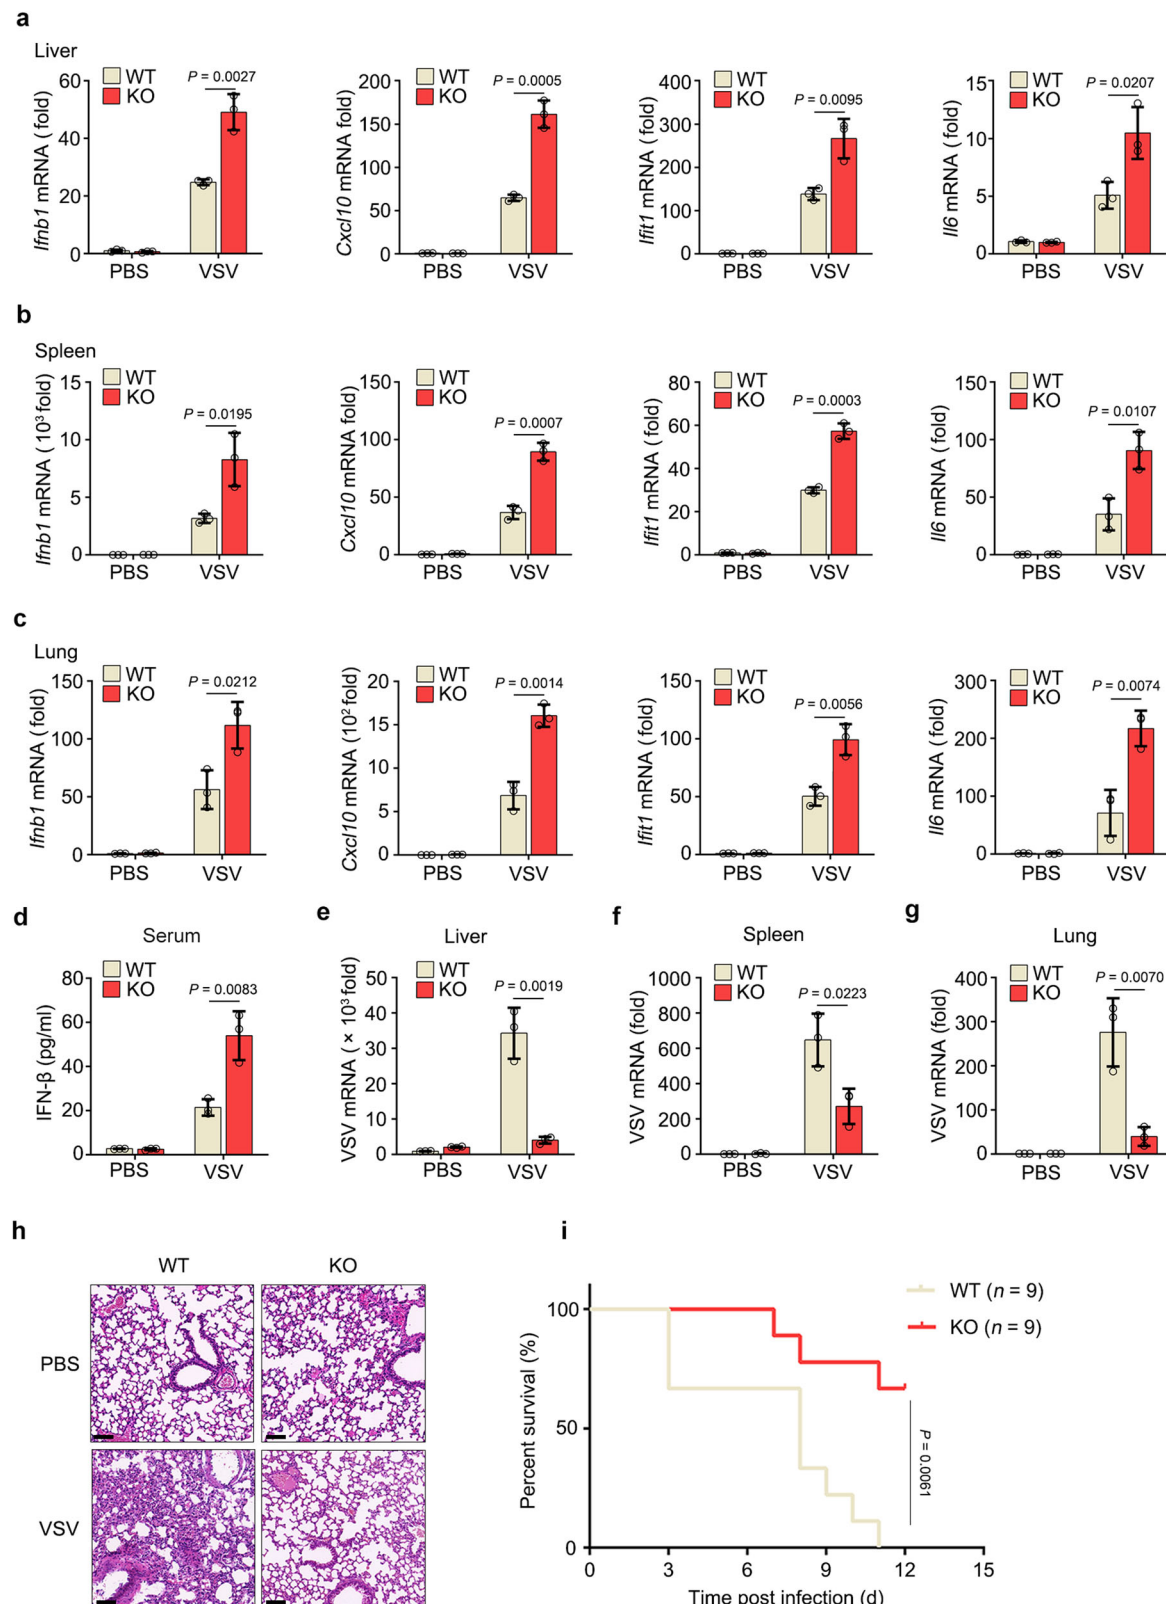 a
Liver
WT
KO
P = 0.0027
Ifnb1 mRNA (fold)
60
40
20
0
PBS
VSV
WT
KO
P = 0.0005
Cxcl10 mRNA fold)
200
150
100
50
0
PBS
VSV
WT
KO
P = 0.0095
Ifit1 mRNA (fold)
400
300
200
100
0
PBS
VSV
WT
KO
P = 0.0207
Il6 mRNA (fold)
15
10
5
0
PBS
VSV
b
Spleen
WT
KO
P = 0.0195
Ifnb1 mRNA (10³ fold)
15
10
5
0
PBS
VSV
WT
KO
P = 0.0007
Cxcl10 mRNA fold)
150
100
50
0
PBS
VSV
WT
KO
P = 0.0003
Ifit1 mRNA (fold)
80
60
40
20
0
PBS
VSV
WT
KO
P = 0.0107
Il6 mRNA (fold)
150
100
50
0
PBS
VSV
c
Lung
WT
KO
P = 0.0212
Ifnb1 mRNA (fold)
150
100
50
0
PBS
VSV
WT
KO
P = 0.0014
Cxcl10 mRNA (10² fold)
20
15
10
5
0
PBS
VSV
WT
KO
P = 0.0056
Ifit1 mRNA (fold)
150
100
50
0
PBS
VSV
WT
KO
P = 0.0074
Il6 mRNA (fold)
300
200
100
0
PBS
VSV
d
Serum
WT
KO
P = 0.0083
IFN-β (pg/ml)
80
60
40
20
0
PBS
VSV
e
Liver
WT
KO
P = 0.0019
VSV mRNA ( × 10³ fold)
50
40
30
20
10
0
PBS
VSV
f
Spleen
WT
KO
P = 0.0223
VSV mRNA (fold)
1000
800
600
400
200
0
PBS
VSV
g
Lung
WT
KO
P = 0.0070
VSV mRNA (fold)
400
300
200
100
0
PBS
VSV
h
WT
KO
PBS
VSV
i
WT (n = 9)
KO (n = 9)
Percent survival (%)
100
50
0
P = 0.0061
0
3
6
9
12
15
Time post infection (d)